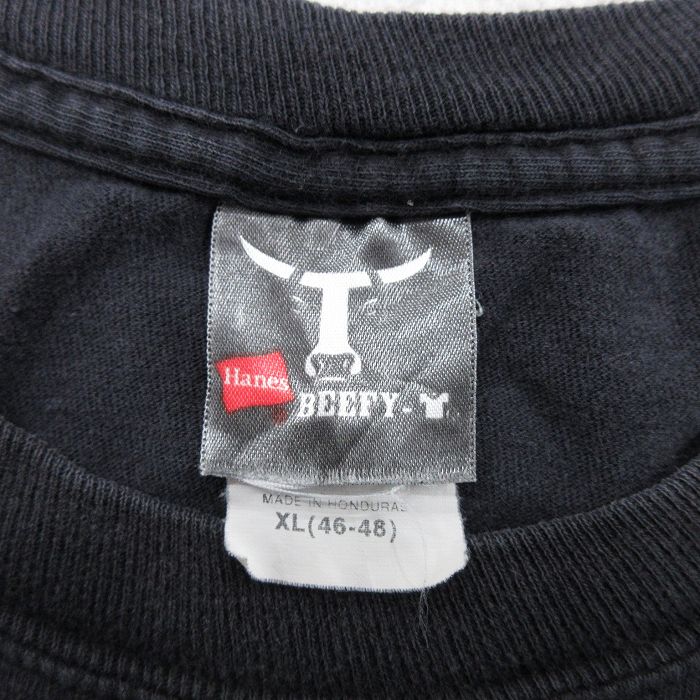 Hanes
BEEFY-T
MADE IN HONDURAS
XL(46-48)